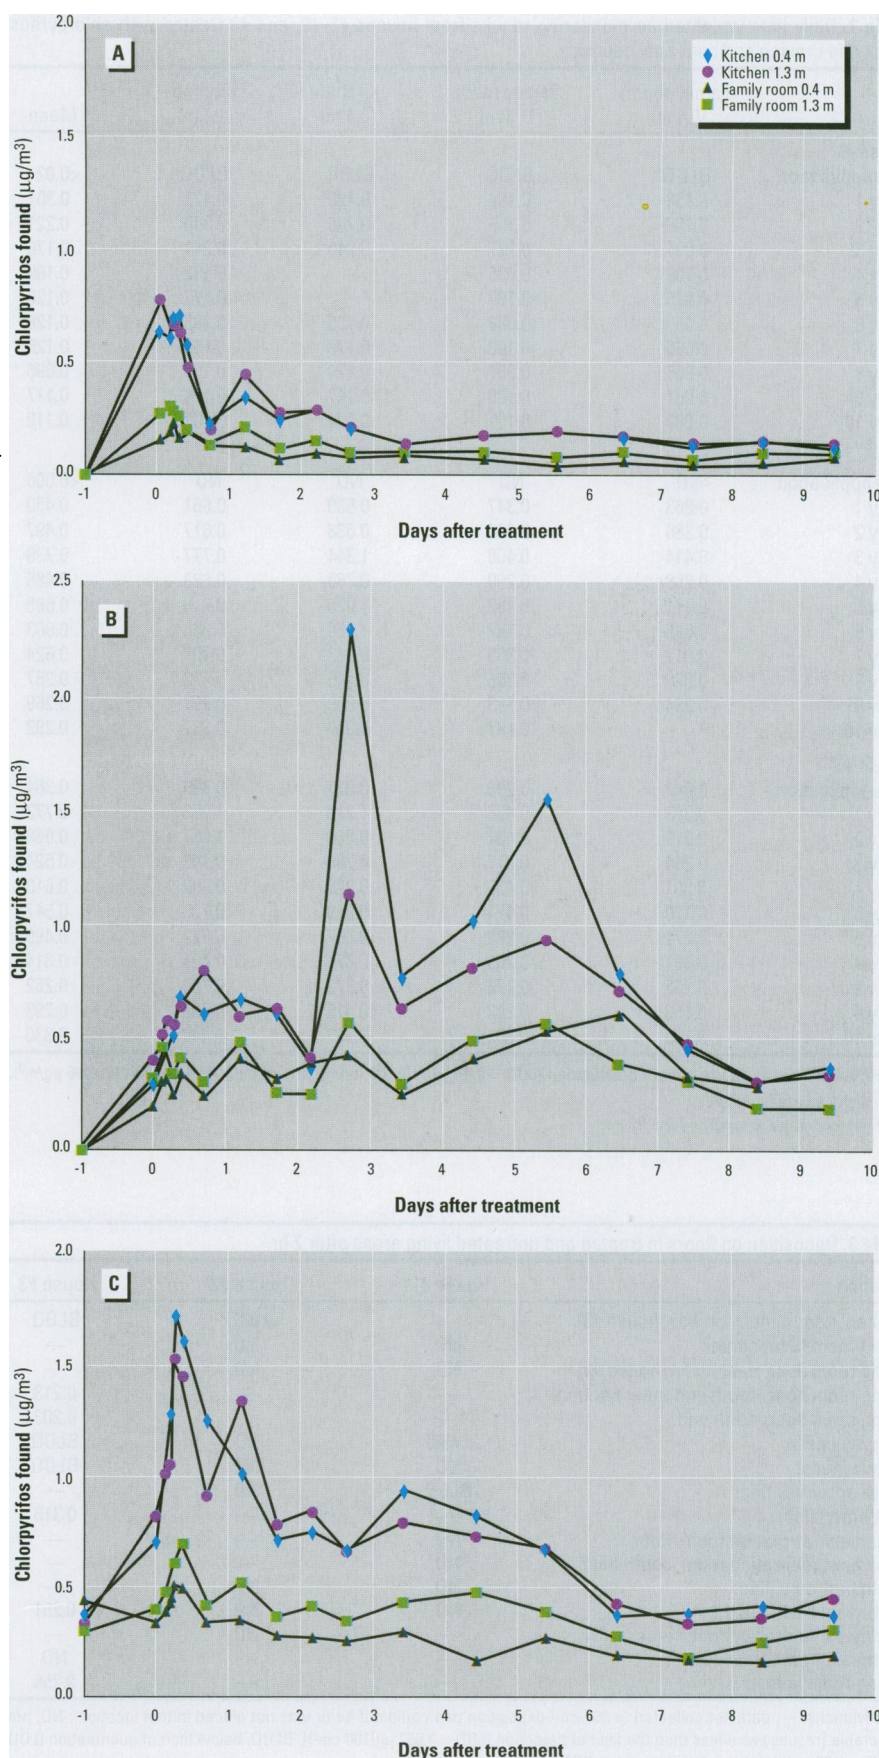 A
Kitchen 0.4 m
Kitchen 1.3 m
Family room 0.4 m
Family room 1.3 m
Chlorpyrifos found (µg/m³)
2.0
1.5
1.0
0.5
0.0
-1 0 1 2 3 4 5 6 7 8 9 10
Days after treatment
B
Chlorpyrifos found (µg/m³)
2.5
2.0
1.5
1.0
0.5
0.0
-1 0 1 2 3 4 5 6 7 8 9 10
Days after treatment
C
Chlorpyrifos found (µg/m³)
2.0
1.5
1.0
0.5
0.0
-1 0 1 2 3 4 5 6 7 8 9 10
Days after treatment